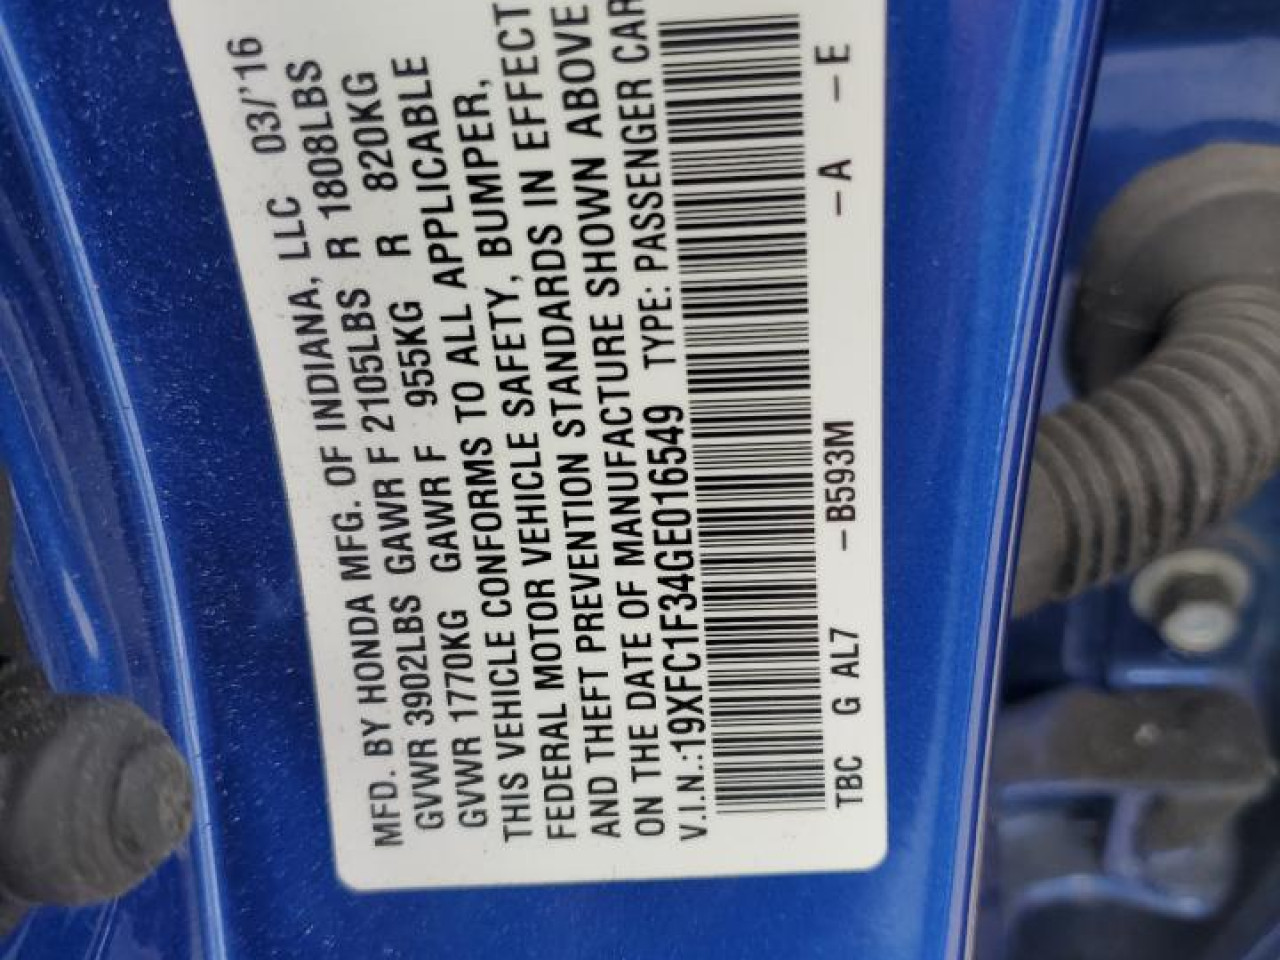 MFD. BY HONDA MFG. OF INDIANA, LLC 03/'16
GVWR 3902LBS GAWR F 2105LBS R 1808LBS
GVWR 1770KG GAWR F 955KG R 820KG
THIS VEHICLE CONFORMS TO ALL APPLICABLE
FEDERAL MOTOR VEHICLE SAFETY, BUMPER,
AND THEFT PREVENTION STANDARDS IN EFFECT
ON THE DATE OF MANUFACTURE SHOWN ABOVE
V.I.N.:19XFC1F34GE016549 TYPE: PASSENGER CAR
TBC G AL7 -B593M -A -E